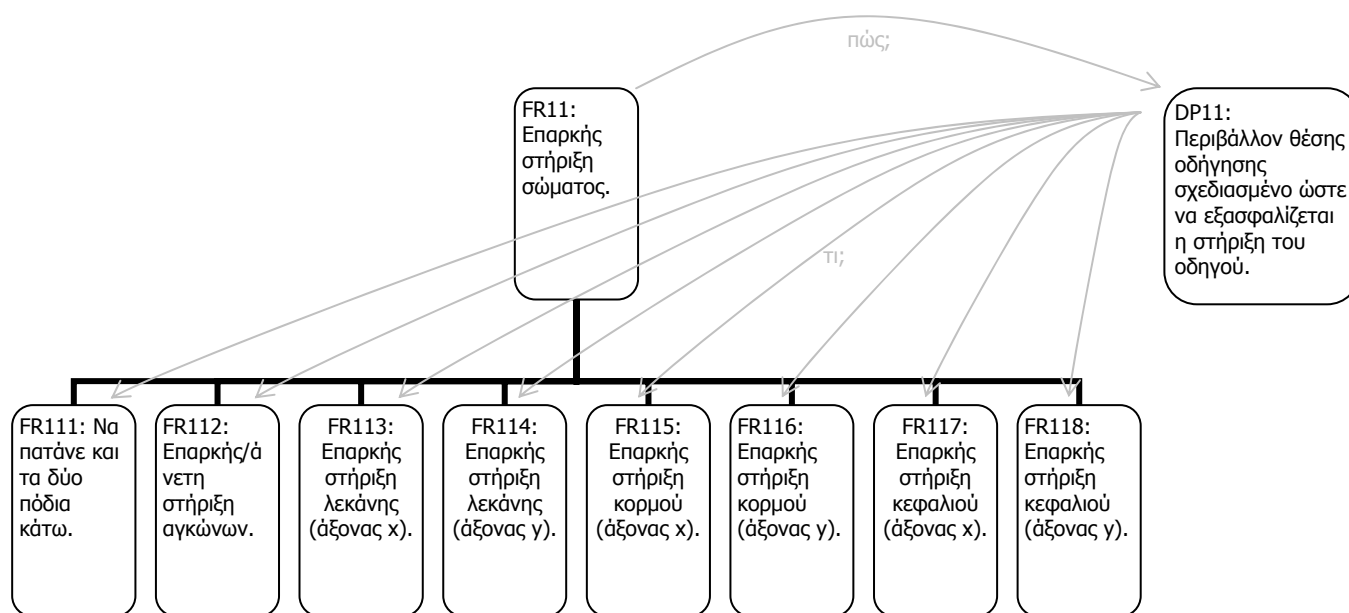 πώς;
FR11:
Επαρκής
στήριξη
σώματος.
DP11:
Περιβάλλον θέσης
οδήγησης
σχεδιασμένο ώστε
να εξασφαλίζεται
η στήριξη του
οδηγού.
τι;
FR111: Να
πατάνε και
τα δύο
πόδια
κάτω.
FR112:
Επαρκής/ά
νετη
στήριξη
αγκώνων.
FR113:
Επαρκής
στήριξη
λεκάνης
(άξονας x).
FR114:
Επαρκής
στήριξη
λεκάνης
(άξονας y).
FR115:
Επαρκής
στήριξη
κορμού
(άξονας x).
FR116:
Επαρκής
στήριξη
κορμού
(άξονας y).
FR117:
Επαρκής
στήριξη
κεφαλιού
(άξονας x).
FR118:
Επαρκής
στήριξη
κεφαλιού
(άξονας y).